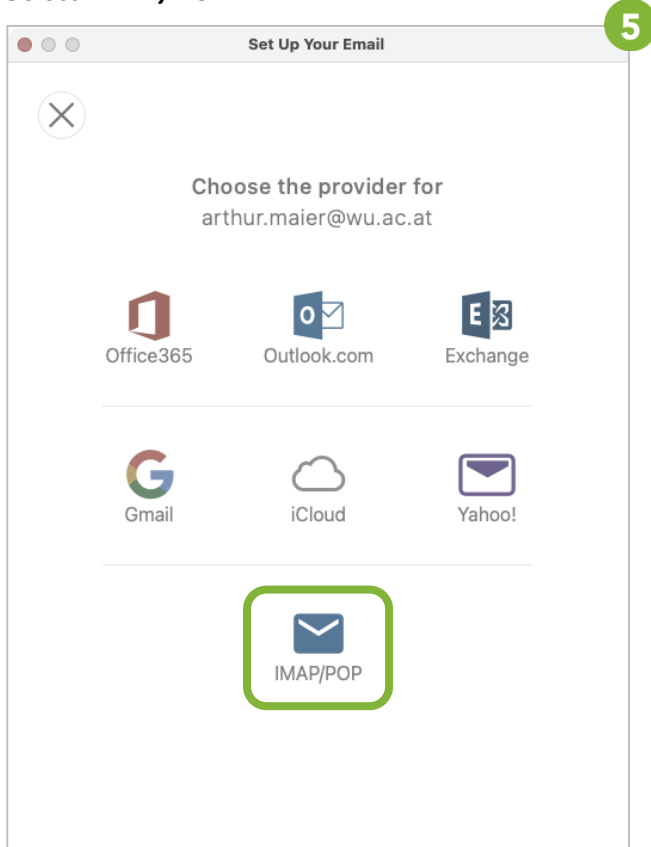 5
Set Up Your Email
Choose the provider for
arthur.maier@wu.ac.at
Office365
Outlook.com
Exchange
Gmail
iCloud
Yahoo!
IMAP/POP